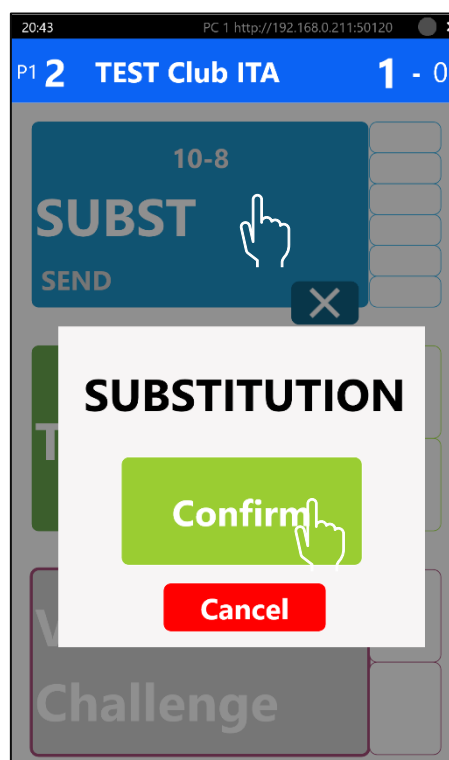 20:43 PC 1 http://192.168.0.211:50120
P1 2 TEST Club ITA 1 - 0
10-8
SUBST
SEND
SUBSTITUTION
T
Confirm
Cancel
V
Challenge